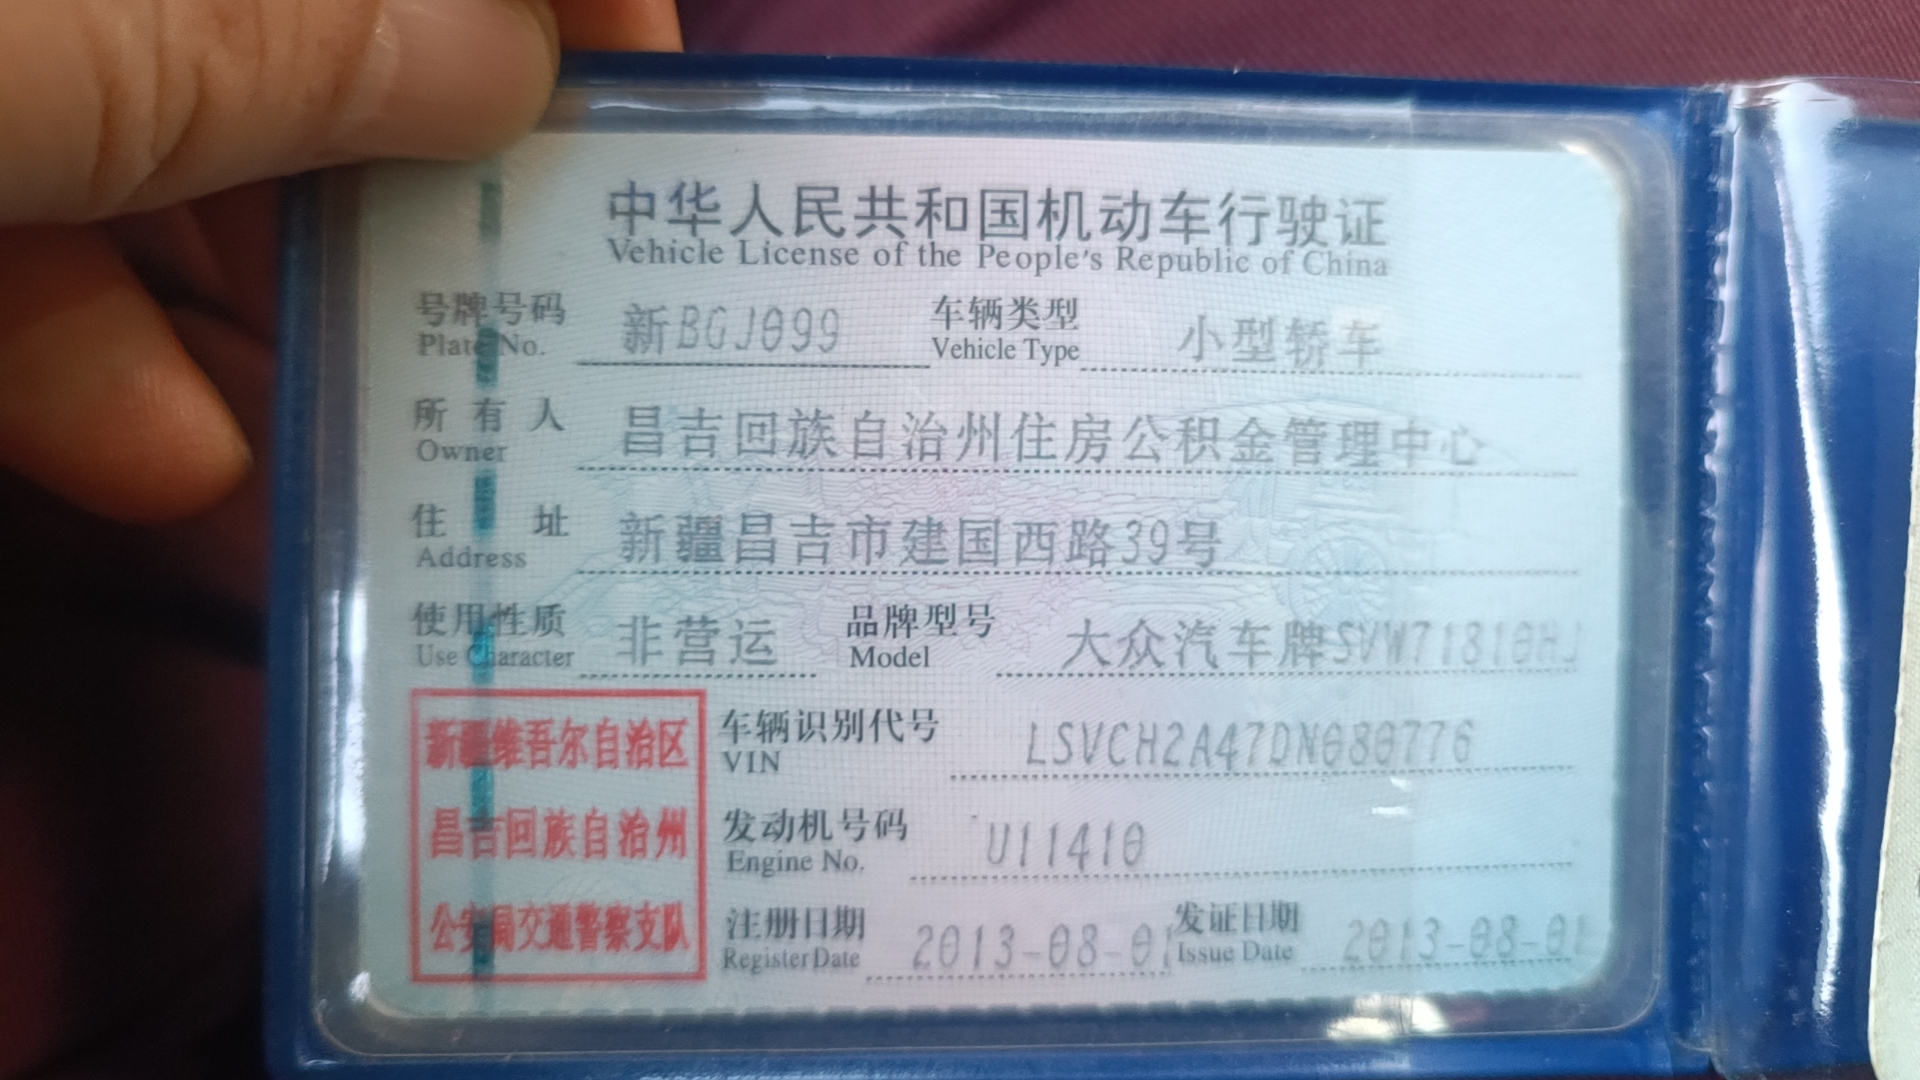 中华人民共和国机动车行驶证
Vehicle License of the People's Republic of China
号牌号码 新BGJ099 车辆类型 小型轿车
Plate No. Vehicle Type
所有人 昌吉回族自治州住房公积金管理中心
Owner
住址 新疆昌吉市建国西路39号
Address
使用性质 非营运 品牌型号 大众汽车牌SVW71810HJ
Use Character Model
新疆维吾尔自治区
昌吉回族自治州
公安局交通警察支队
车辆识别代号 LSVCH2A47DN080776
VIN
发动机号码 U11410
Engine No.
注册日期 2013-08-01 发证日期 2013-08-01
Register Date Issue Date